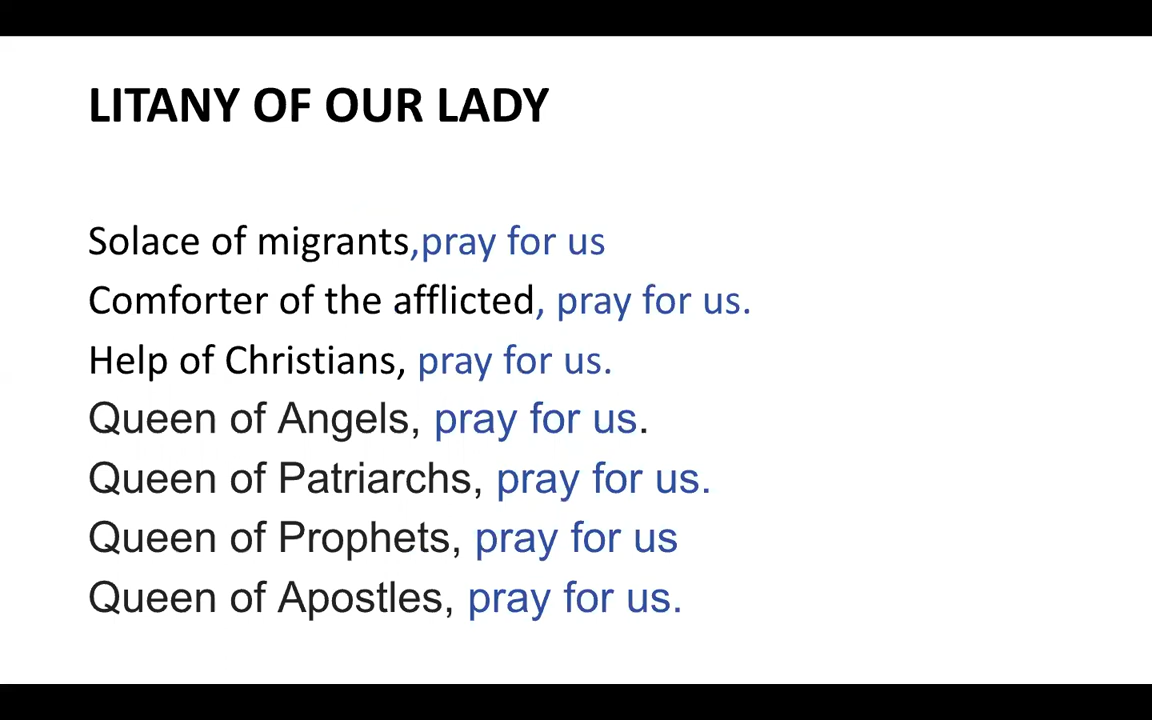 LITANY OF OUR LADY
Solace of migrants,pray for us
Comforter of the afflicted, pray for us.
Help of Christians, pray for us.
Queen of Angels, pray for us.
Queen of Patriarchs, pray for us.
Queen of Prophets, pray for us
Queen of Apostles, pray for us.